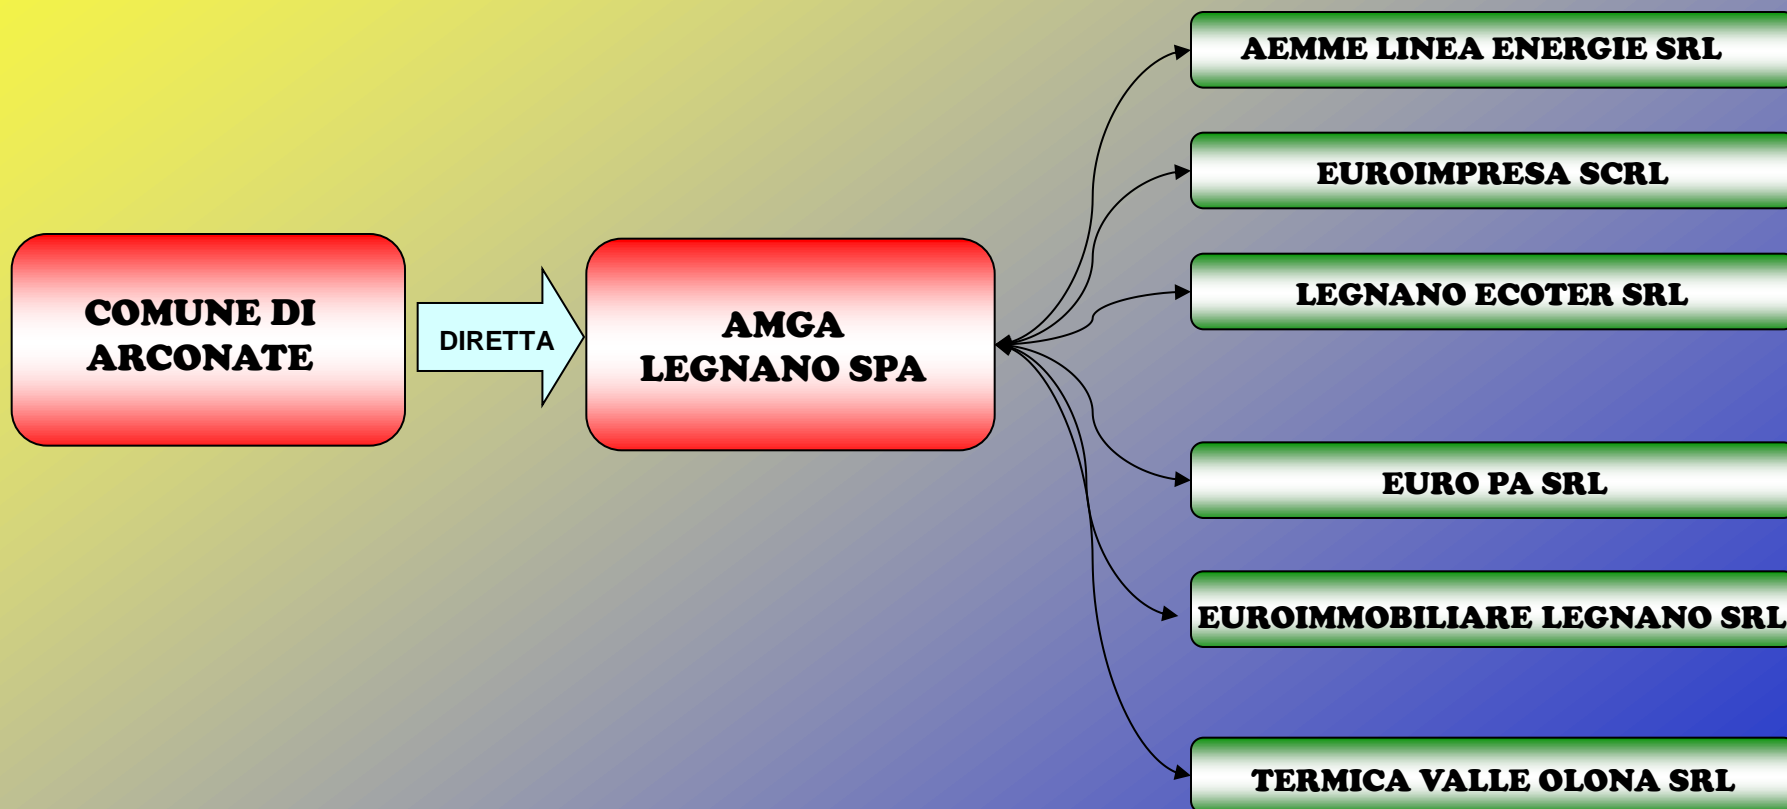 COMUNE DI
ARCONATE
DIRETTA
AMGA
LEGNANO SPA
AEMME LINEA ENERGIE SRL
EUROIMPRESA SCRL
LEGNANO ECOTER SRL
EURO PA SRL
EUROIMMOBILIARE LEGNANO SRL
TERMICA VALLE OLONA SRL